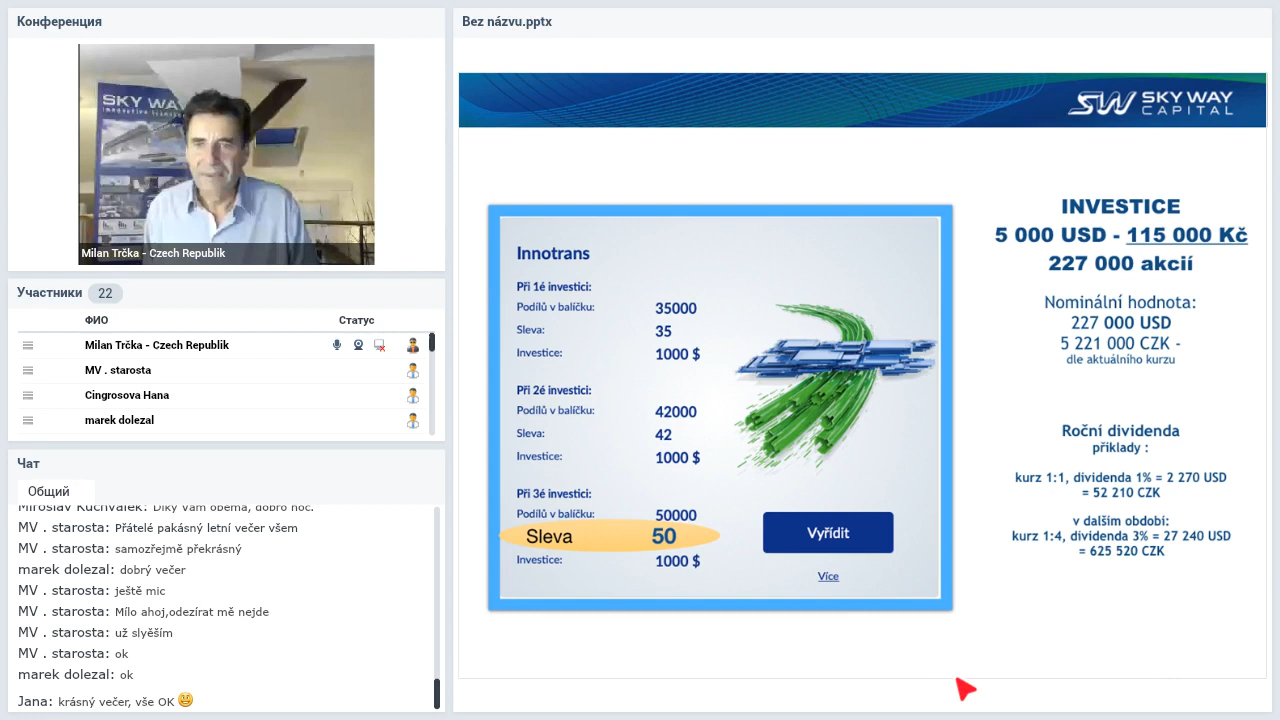 Конференция
SKY WAY
Milan Trčka - Czech Republik
Участники 22
ФИО Статус
Milan Trčka - Czech Republik
MV . starosta
Cingrosova Hana
marek dolezal
Чат
Общий
Miroslav Kuchválek: Díky Vám oběma, dobrou noc.
MV . starosta: Přátelé pakásný letní večer všem
MV . starosta: samozřejmě překrásný
marek dolezal: dobrý večer
MV . starosta: ještě mic
MV . starosta: Mílo ahoj,odezírat mě nejde
MV . starosta: už slyěším
MV . starosta: ok
marek dolezal: ok
Jana: krásný večer, vše OK
Bez názvu.pptx
SW SKY WAY
CAPITAL
Innotrans
Při 1é investici:
Podílů v balíčku: 35000
Sleva: 35
Investice: 1000 $
Při 2é investici:
Podílů v balíčku: 42000
Sleva: 42
Investice: 1000 $
Při 3é investici:
Podílů v balíčku: 50000
Sleva 50
Investice: 1000 $
Vyřídit
Více
INVESTICE
5 000 USD - 115 000 Kč
227 000 akcií
Nominální hodnota:
227 000 USD
5 221 000 CZK -
dle aktuálního kurzu
Roční dividenda
příklady :
kurz 1:1, dividenda 1% = 2 270 USD
= 52 210 CZK
v dalším období:
kurz 1:4, dividenda 3% = 27 240 USD
= 625 520 CZK